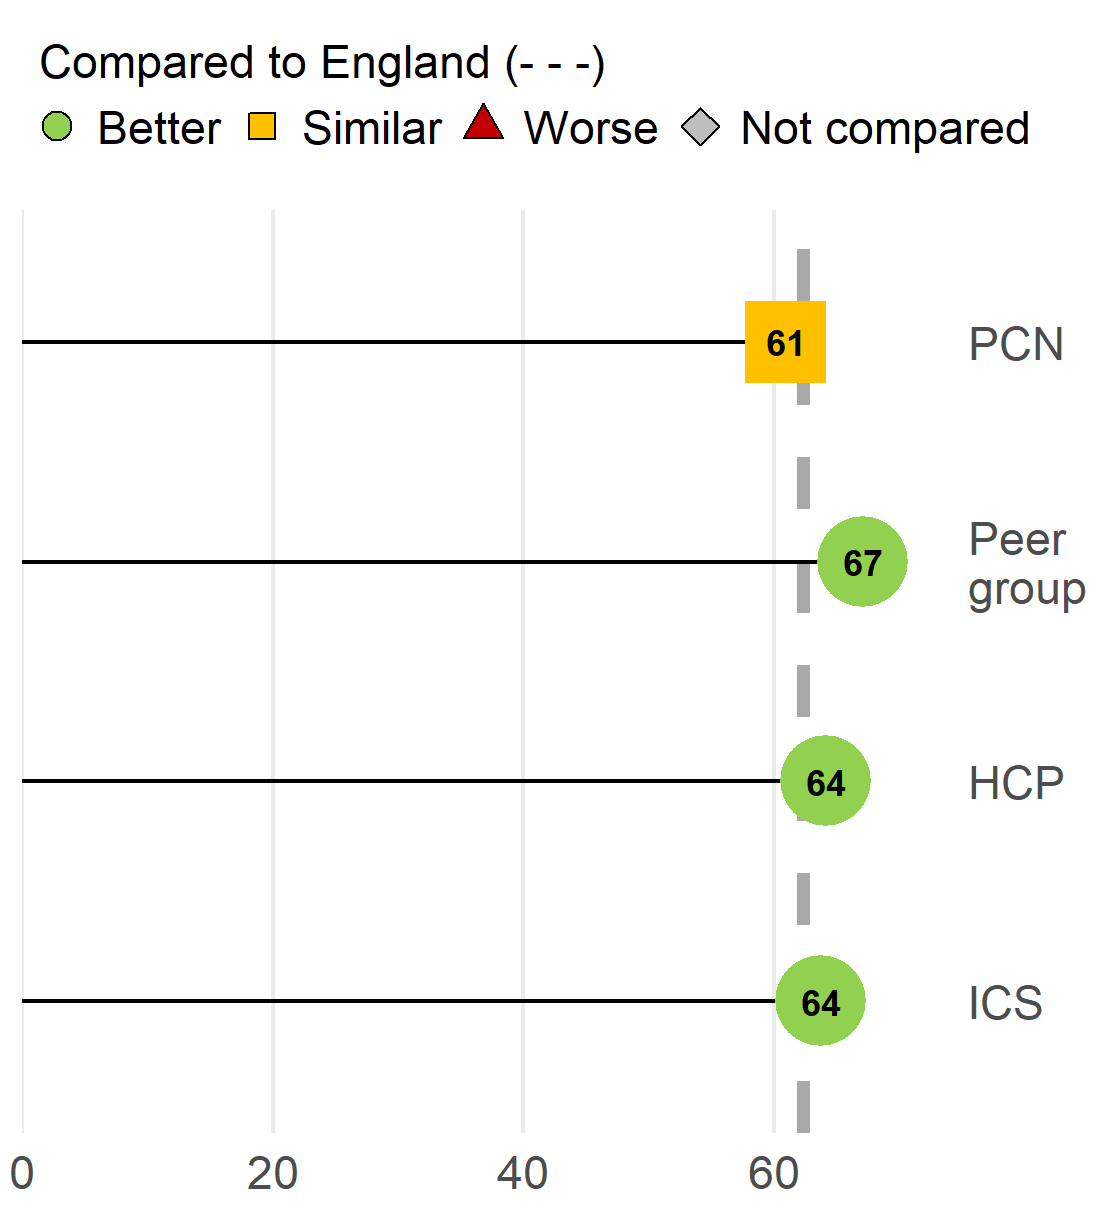 Compared to England (- - -)
Better Similar Worse Not compared
61 PCN
67 Peer
group
64 HCP
64 ICS
0 20 40 60